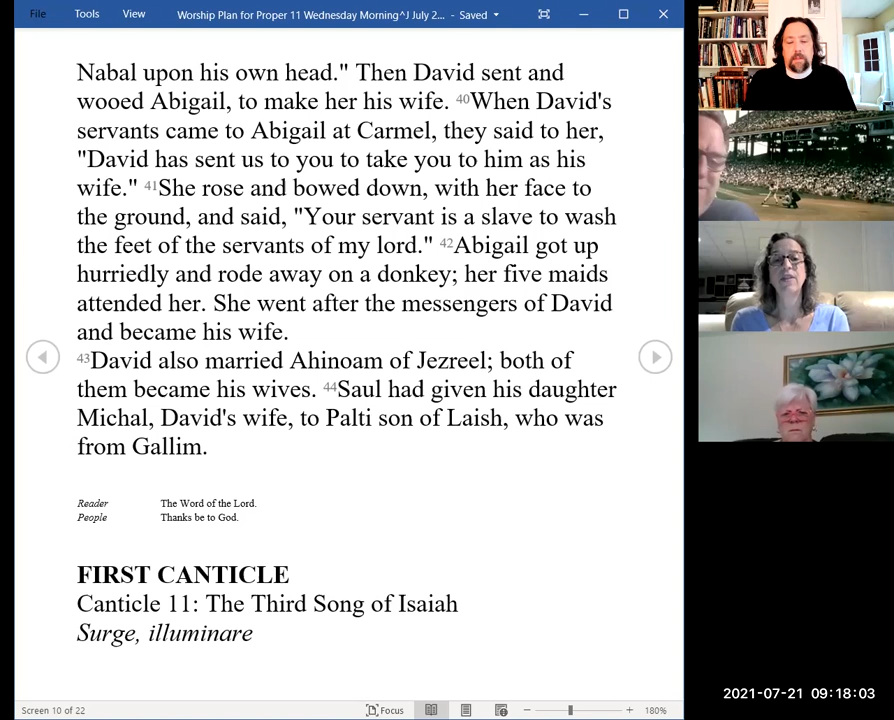 File Tools View Worship Plan for Proper 11 Wednesday Morning^J July 2... - Saved
Nabal upon his own head." Then David sent and
wooed Abigail, to make her his wife. 40When David's
servants came to Abigail at Carmel, they said to her,
"David has sent us to you to take you to him as his
wife." 41She rose and bowed down, with her face to
the ground, and said, "Your servant is a slave to wash
the feet of the servants of my lord." 42Abigail got up
hurriedly and rode away on a donkey; her five maids
attended her. She went after the messengers of David
and became his wife.
43David also married Ahinoam of Jezreel; both of
them became his wives. 44Saul had given his daughter
Michal, David's wife, to Palti son of Laish, who was
from Gallim.
Reader The Word of the Lord.
People Thanks be to God.
FIRST CANTICLE
Canticle 11: The Third Song of Isaiah
Surge, illuminare
2021-07-21 09:18:03
Screen 10 of 22 Focus 180%